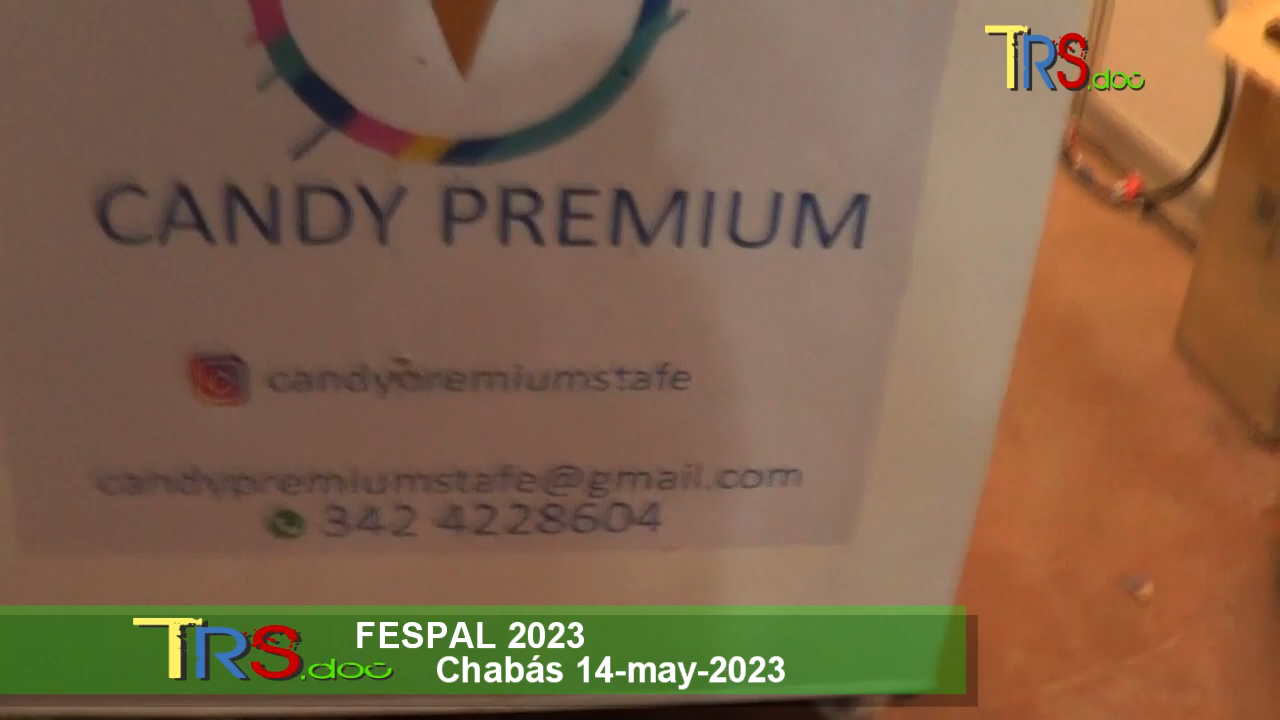 TRS.doc
CANDY PREMIUM
candypremiumstafe
candypremiumstafe@gmail.com
342 4228604
TRS.doc
FESPAL 2023
Chabás 14-may-2023